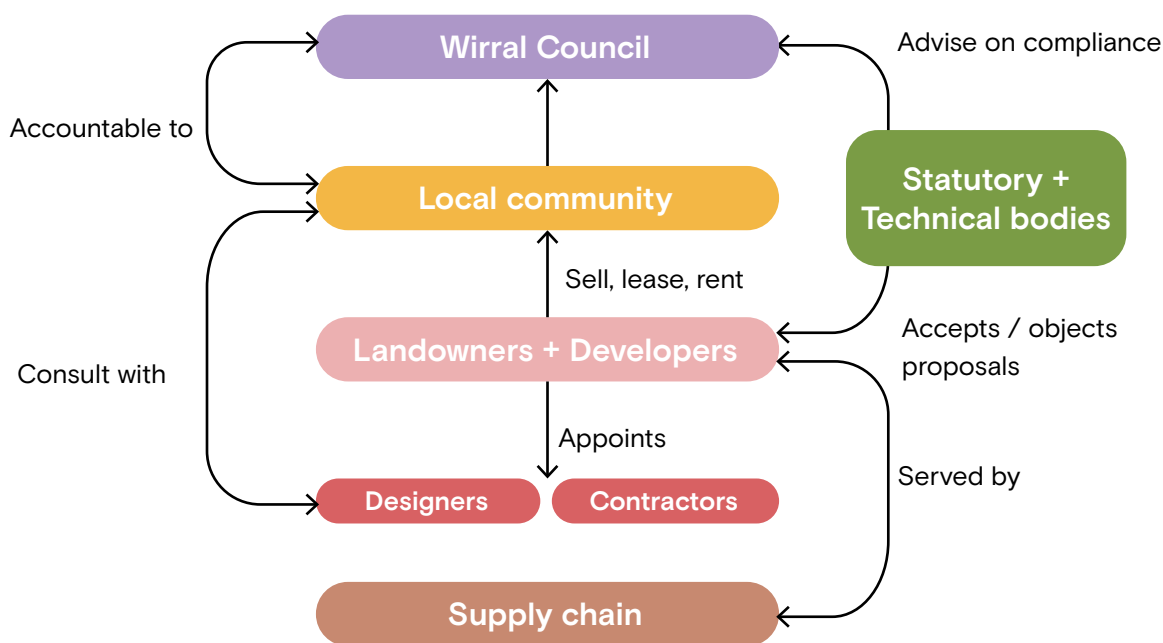 Wirral Council
Advise on compliance
Accountable to
Local community
Statutory +
Technical bodies
Sell, lease, rent
Landowners + Developers
Accepts / objects
proposals
Consult with
Appoints
Served by
Designers
Contractors
Supply chain